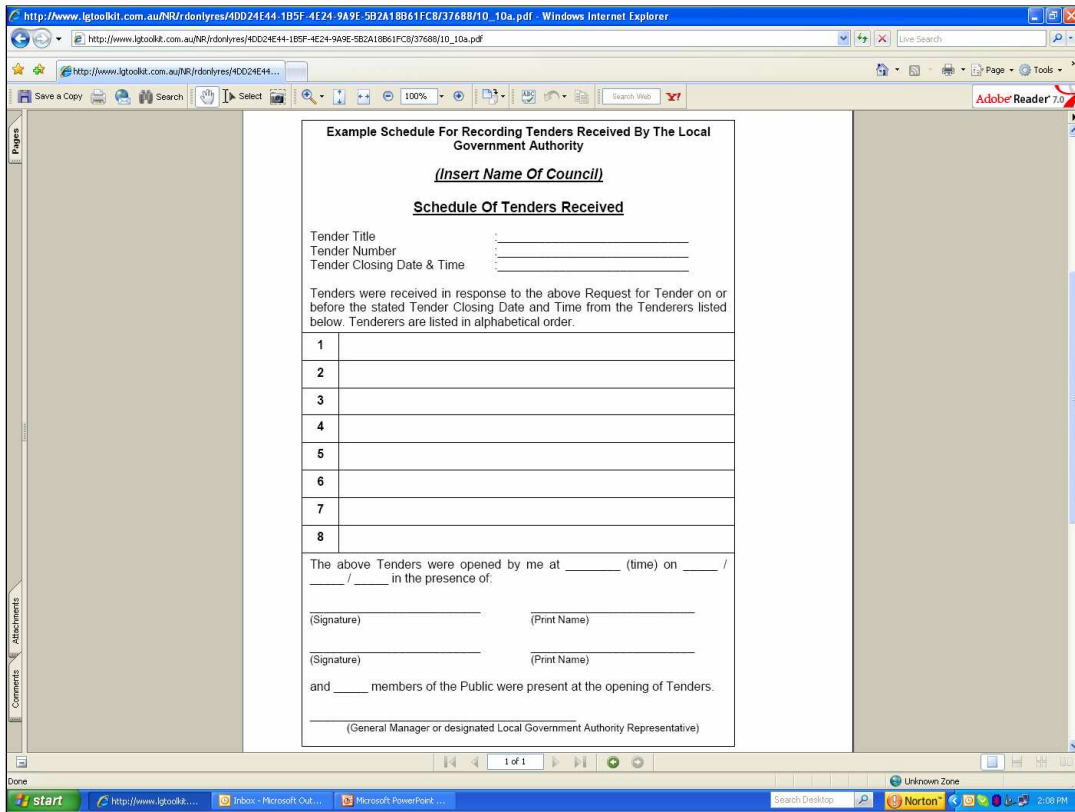 http://www.lgtoolkit.com.au/NR/rdonlyres/4DD24E44-1B5F-4E24-9A9E-5B2A18B61FC8/37688/10_10a.pdf - Windows Internet Explorer
http://www.lgtoolkit.com.au/NR/rdonlyres/4DD24E44-1B5F-4E24-9A9E-5B2A18B61FC8/37688/10_10a.pdf
Live Search
http://www.lgtoolkit.com.au/NR/rdonlyres/4DD24E44...
Page
Tools
Save a Copy
Search
Select
100%
Search Web
Y!
Adobe Reader 7.0
Pages
Attachments
Comments
Example Schedule For Recording Tenders Received By The Local
Government Authority
(Insert Name Of Council)
Schedule Of Tenders Received
Tender Title :____________________________
Tender Number :____________________________
Tender Closing Date & Time :____________________________
Tenders were received in response to the above Request for Tender on or
before the stated Tender Closing Date and Time from the Tenderers listed
below. Tenderers are listed in alphabetical order.
1
2
3
4
5
6
7
8
The above Tenders were opened by me at ________ (time) on _____ /
_____ / _____ in the presence of:
(Signature) (Print Name)
(Signature) (Print Name)
and _____ members of the Public were present at the opening of Tenders.
(General Manager or designated Local Government Authority Representative)
1 of 1
Done
Unknown Zone
start
http://www.lgtoolkit....
Inbox - Microsoft Out...
Microsoft PowerPoint ...
Search Desktop
Norton™
2:08 PM